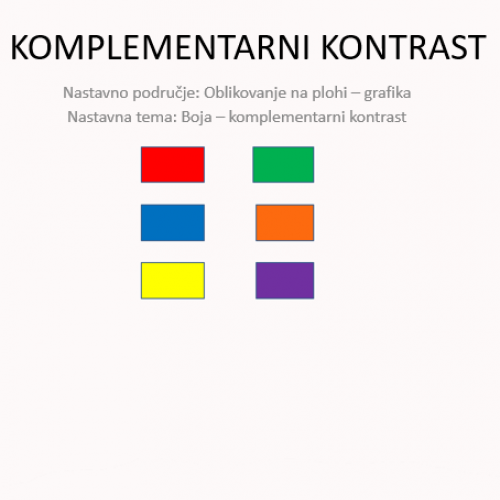 KOMPLEMENTARNI KONTRAST
Nastavno područje: Oblikovanje na plohi – grafika
Nastavna tema: Boja – komplementarni kontrast